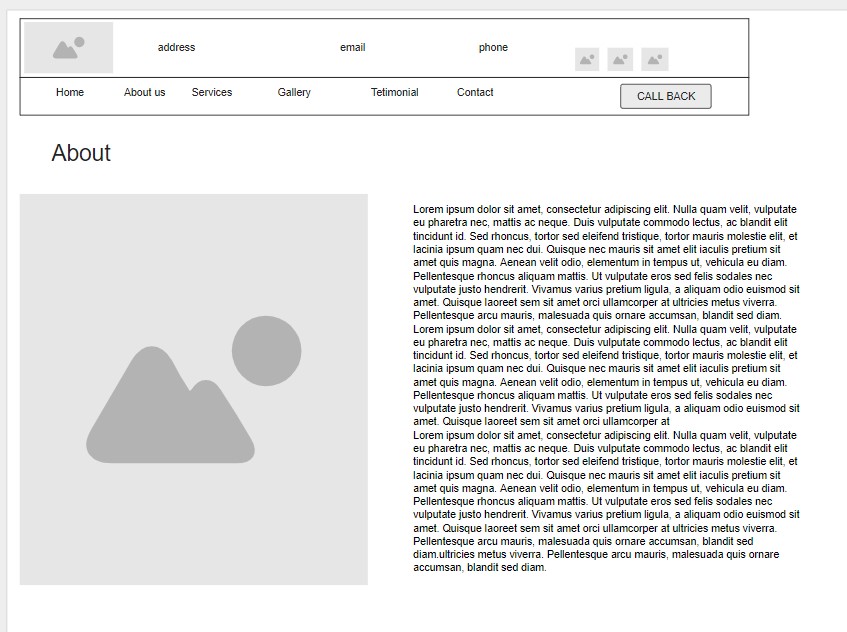 address email phone
Home About us Services Gallery Tetimonial Contact CALL BACK
About
Lorem ipsum dolor sit amet, consectetur adipiscing elit. Nulla quam velit, vulputate
eu pharetra nec, mattis ac neque. Duis vulputate commodo lectus, ac blandit elit
tincidunt id. Sed rhoncus, tortor sed eleifend tristique, tortor mauris molestie elit, et
lacinia ipsum quam nec dui. Quisque nec mauris sit amet elit iaculis pretium sit
amet quis magna. Aenean velit odio, elementum in tempus ut, vehicula eu diam.
Pellentesque rhoncus aliquam mattis. Ut vulputate eros sed felis sodales nec
vulputate justo hendrerit. Vivamus varius pretium ligula, a aliquam odio euismod sit
amet. Quisque laoreet sem sit amet orci ullamcorper at ultricies metus viverra.
Pellentesque arcu mauris, malesuada quis ornare accumsan, blandit sed diam.
Lorem ipsum dolor sit amet, consectetur adipiscing elit. Nulla quam velit, vulputate
eu pharetra nec, mattis ac neque. Duis vulputate commodo lectus, ac blandit elit
tincidunt id. Sed rhoncus, tortor sed eleifend tristique, tortor mauris molestie elit, et
lacinia ipsum quam nec dui. Quisque nec mauris sit amet elit iaculis pretium sit
amet quis magna. Aenean velit odio, elementum in tempus ut, vehicula eu diam.
Pellentesque rhoncus aliquam mattis. Ut vulputate eros sed felis sodales nec
vulputate justo hendrerit. Vivamus varius pretium ligula, a aliquam odio euismod sit
amet. Quisque laoreet sem sit amet orci ullamcorper at
Lorem ipsum dolor sit amet, consectetur adipiscing elit. Nulla quam velit, vulputate
eu pharetra nec, mattis ac neque. Duis vulputate commodo lectus, ac blandit elit
tincidunt id. Sed rhoncus, tortor sed eleifend tristique, tortor mauris molestie elit, et
lacinia ipsum quam nec dui. Quisque nec mauris sit amet elit iaculis pretium sit
amet quis magna. Aenean velit odio, elementum in tempus ut, vehicula eu diam.
Pellentesque rhoncus aliquam mattis. Ut vulputate eros sed felis sodales nec
vulputate justo hendrerit. Vivamus varius pretium ligula, a aliquam odio euismod sit
amet. Quisque laoreet sem sit amet orci ullamcorper at ultricies metus viverra.
Pellentesque arcu mauris, malesuada quis ornare accumsan, blandit sed
diam.ultricies metus viverra. Pellentesque arcu mauris, malesuada quis ornare
accumsan, blandit sed diam.